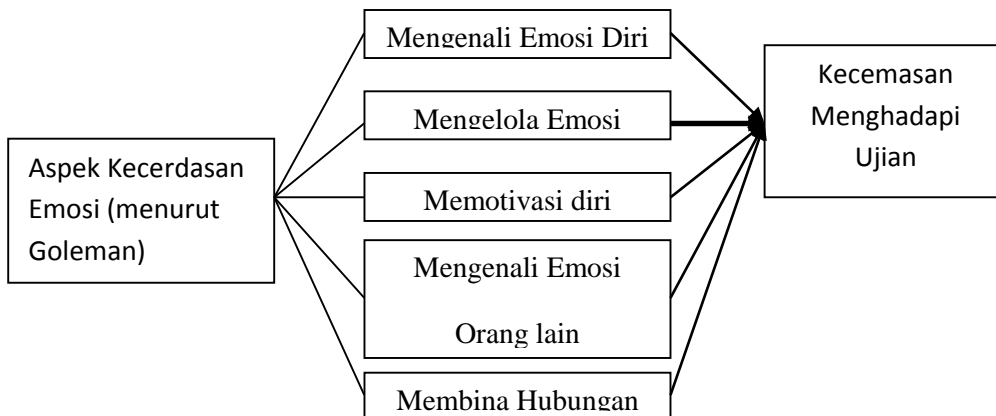 Aspek Kecerdasan
Emosi (menurut
Goleman)
Mengenali Emosi Diri
Mengelola Emosi
Memotivasi diri
Mengenali Emosi
Orang lain
Membina Hubungan
Kecemasan
Menghadapi
Ujian